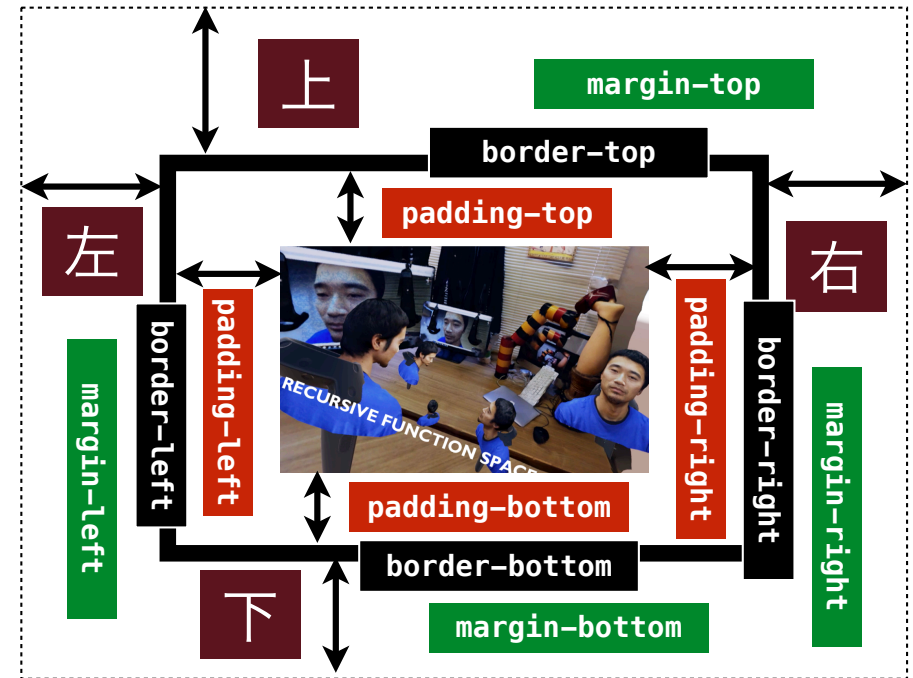 上
margin-top
border-top
padding-top
左
右
padding-left
padding-right
border-left
border-right
margin-left
margin-right
RECURSIVE FUNCTION SPACE
padding-bottom
border-bottom
下
margin-bottom